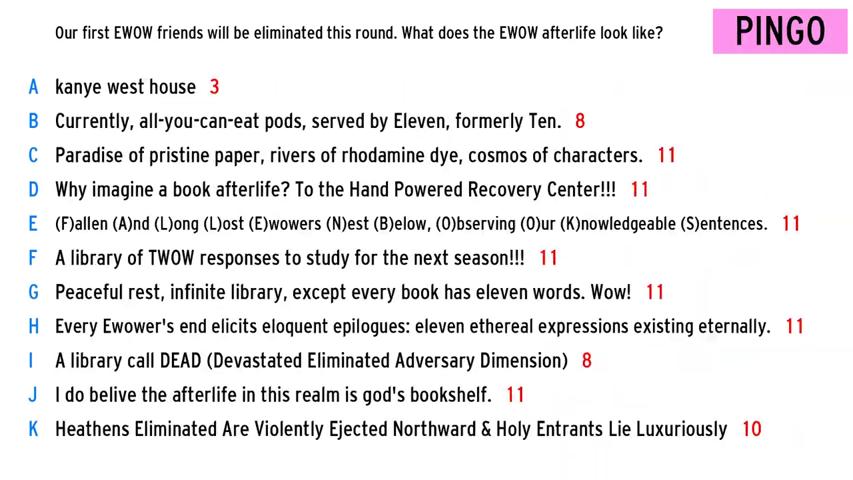 Our first EWOW friends will be eliminated this round. What does the EWOW afterlife look like?
PINGO
A kanye west house 3
B Currently, all-you-can-eat pods, served by Eleven, formerly Ten. 8
C Paradise of pristine paper, rivers of rhodamine dye, cosmos of characters. 11
D Why imagine a book afterlife? To the Hand Powered Recovery Center!!! 11
E (F)allen (A)nd (L)ong (L)ost (E)wowers (N)est (B)elow, (O)bserving (O)ur (K)nowledgeable (S)entences. 11
F A library of TWOW responses to study for the next season!!! 11
G Peaceful rest, infinite library, except every book has eleven words. Wow! 11
H Every Ewower's end elicits eloquent epilogues: eleven ethereal expressions existing eternally. 11
I A library call DEAD (Devastated Eliminated Adversary Dimension) 8
J I do belive the afterlife in this realm is god's bookshelf. 11
K Heathens Eliminated Are Violently Ejected Northward & Holy Entrants Lie Luxuriously 10